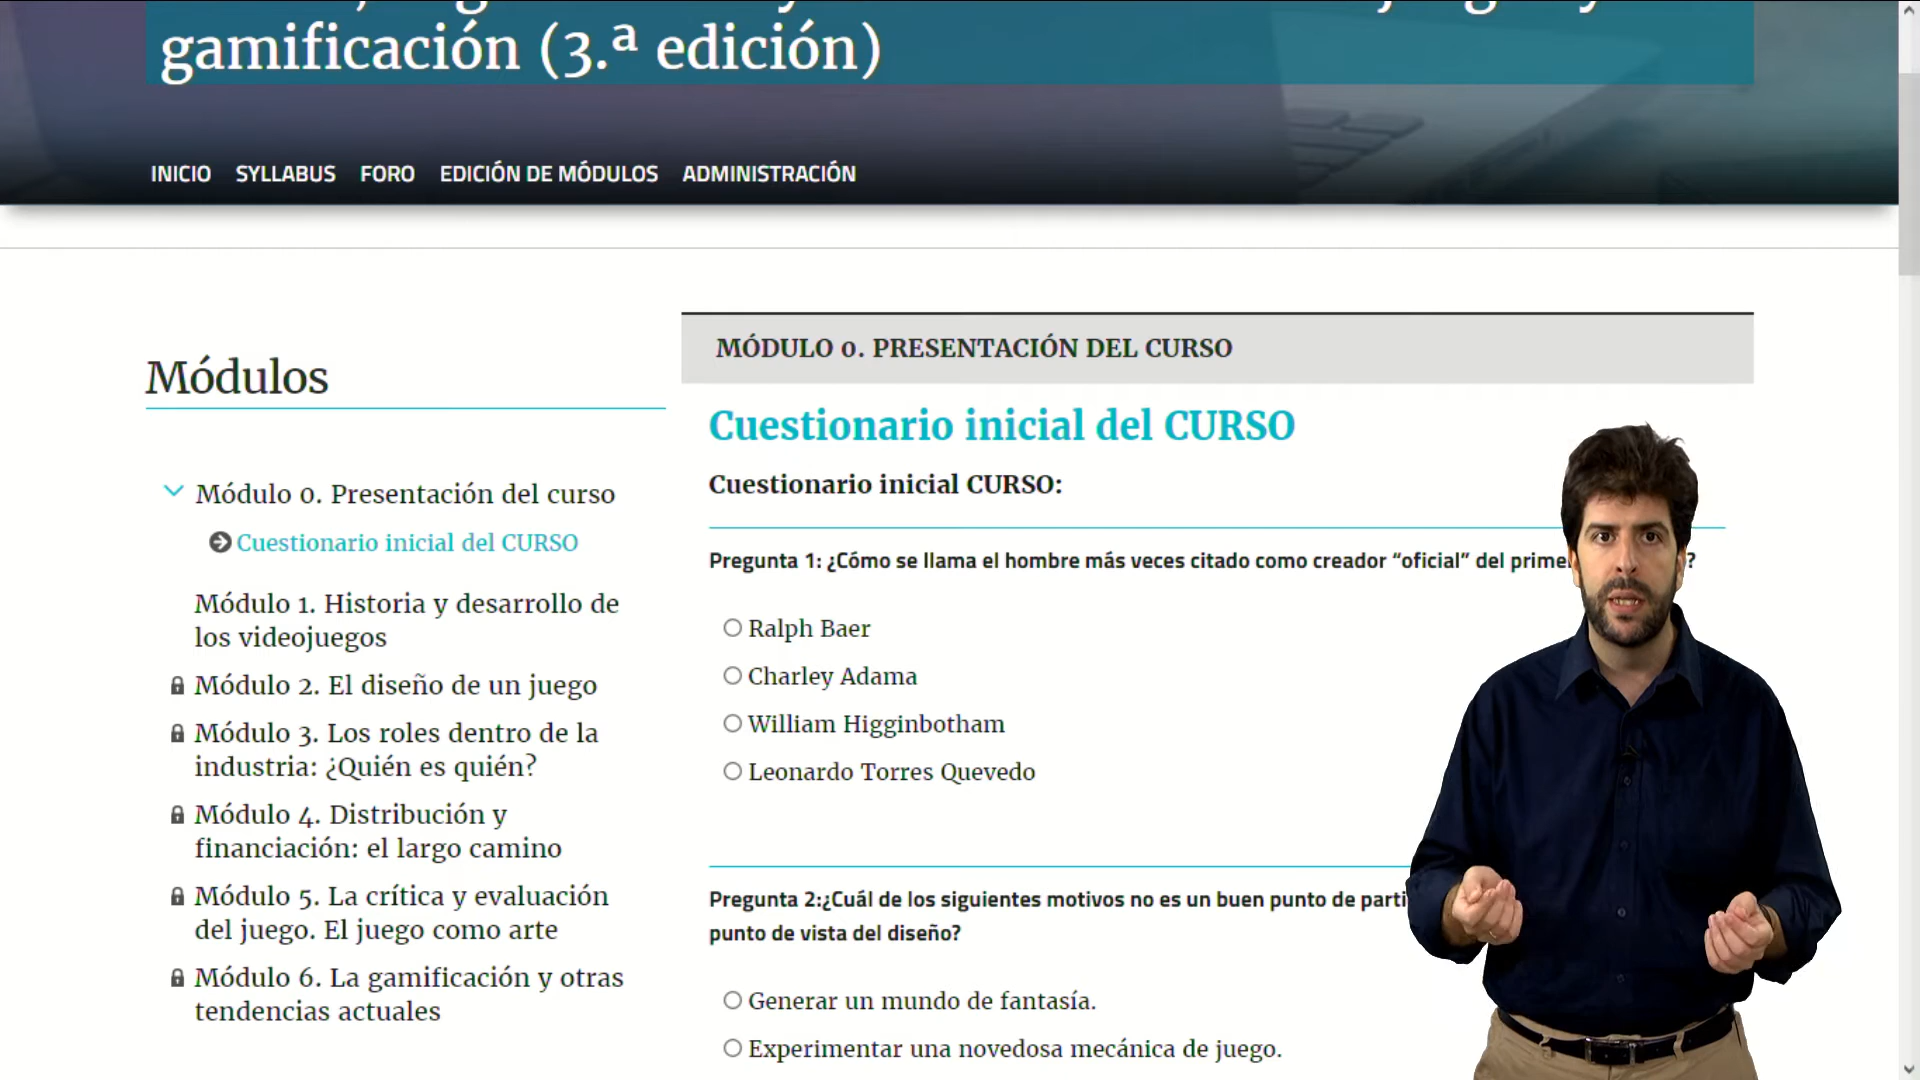 gamificación (3.ª edición)
INICIO SYLLABUS FORO EDICIÓN DE MÓDULOS ADMINISTRACIÓN
Módulos
Módulo 0. Presentación del curso
Cuestionario inicial del CURSO
Módulo 1. Historia y desarrollo de
los videojuegos
Módulo 2. El diseño de un juego
Módulo 3. Los roles dentro de la
industria: ¿Quién es quién?
Módulo 4. Distribución y
financiación: el largo camino
Módulo 5. La crítica y evaluación
del juego. El juego como arte
Módulo 6. La gamificación y otras
tendencias actuales
MÓDULO 0. PRESENTACIÓN DEL CURSO
Cuestionario inicial del CURSO
Cuestionario inicial CURSO:
Pregunta 1: ¿Cómo se llama el hombre más veces citado como creador “oficial” del prime ?
Ralph Baer
Charley Adama
William Higginbotham
Leonardo Torres Quevedo
Pregunta 2:¿Cuál de los siguientes motivos no es un buen punto de parti
punto de vista del diseño?
Generar un mundo de fantasía.
Experimentar una novedosa mecánica de juego.